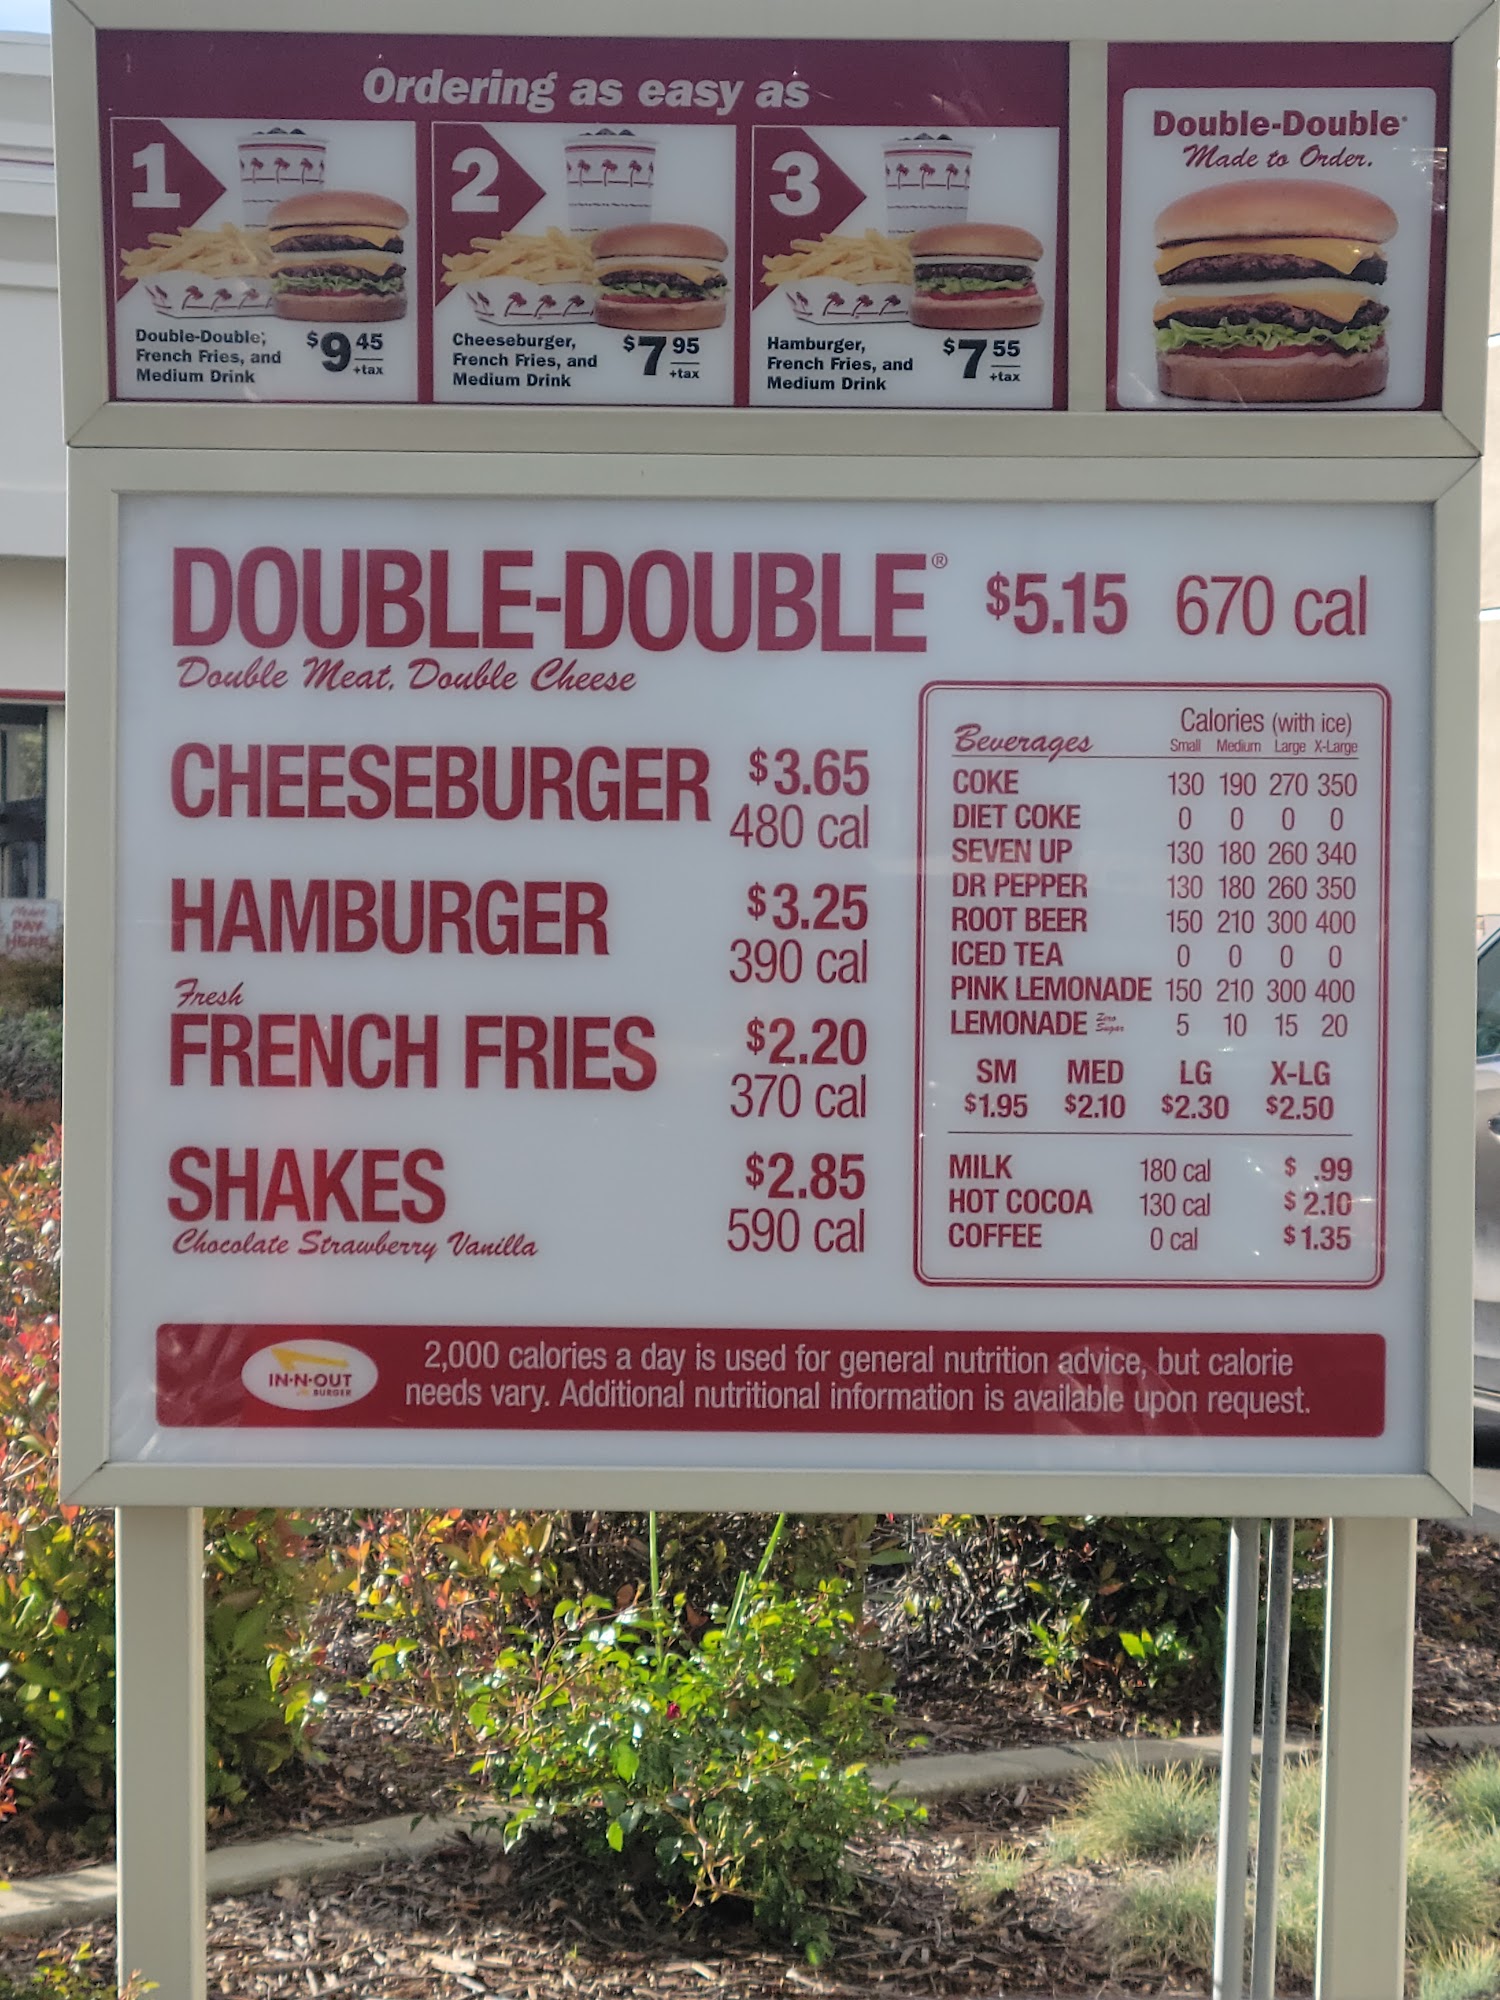 Ordering as easy as
1
Double-Double,
French Fries, and
Medium Drink
$9 45
+tax
2
Cheeseburger,
French Fries, and
Medium Drink
$7 95
+tax
3
Hamburger,
French Fries, and
Medium Drink
$7 55
+tax
Double-Double®
Made to Order.
DOUBLE-DOUBLE® $5.15 670 cal
Double Meat. Double Cheese
CHEESEBURGER $3.65
480 cal
HAMBURGER $3.25
390 cal
Fresh
FRENCH FRIES $2.20
370 cal
SHAKES $2.85
Chocolate Strawberry Vanilla 590 cal
Beverages Calories (with ice)
Small Medium Large X-Large
COKE 130 190 270 350
DIET COKE 0 0 0 0
SEVEN UP 130 180 260 340
DR PEPPER 130 180 260 350
ROOT BEER 150 210 300 400
ICED TEA 0 0 0 0
PINK LEMONADE 150 210 300 400
LEMONADE Zero Sugar 5 10 15 20
SM MED LG X-LG
$1.95 $2.10 $2.30 $2.50
MILK 180 cal $ .99
HOT COCOA 130 cal $2.10
COFFEE 0 cal $1.35
IN-N-OUT
BURGER
2,000 calories a day is used for general nutrition advice, but calorie
needs vary. Additional nutritional information is available upon request.
Please
PAY
HERE